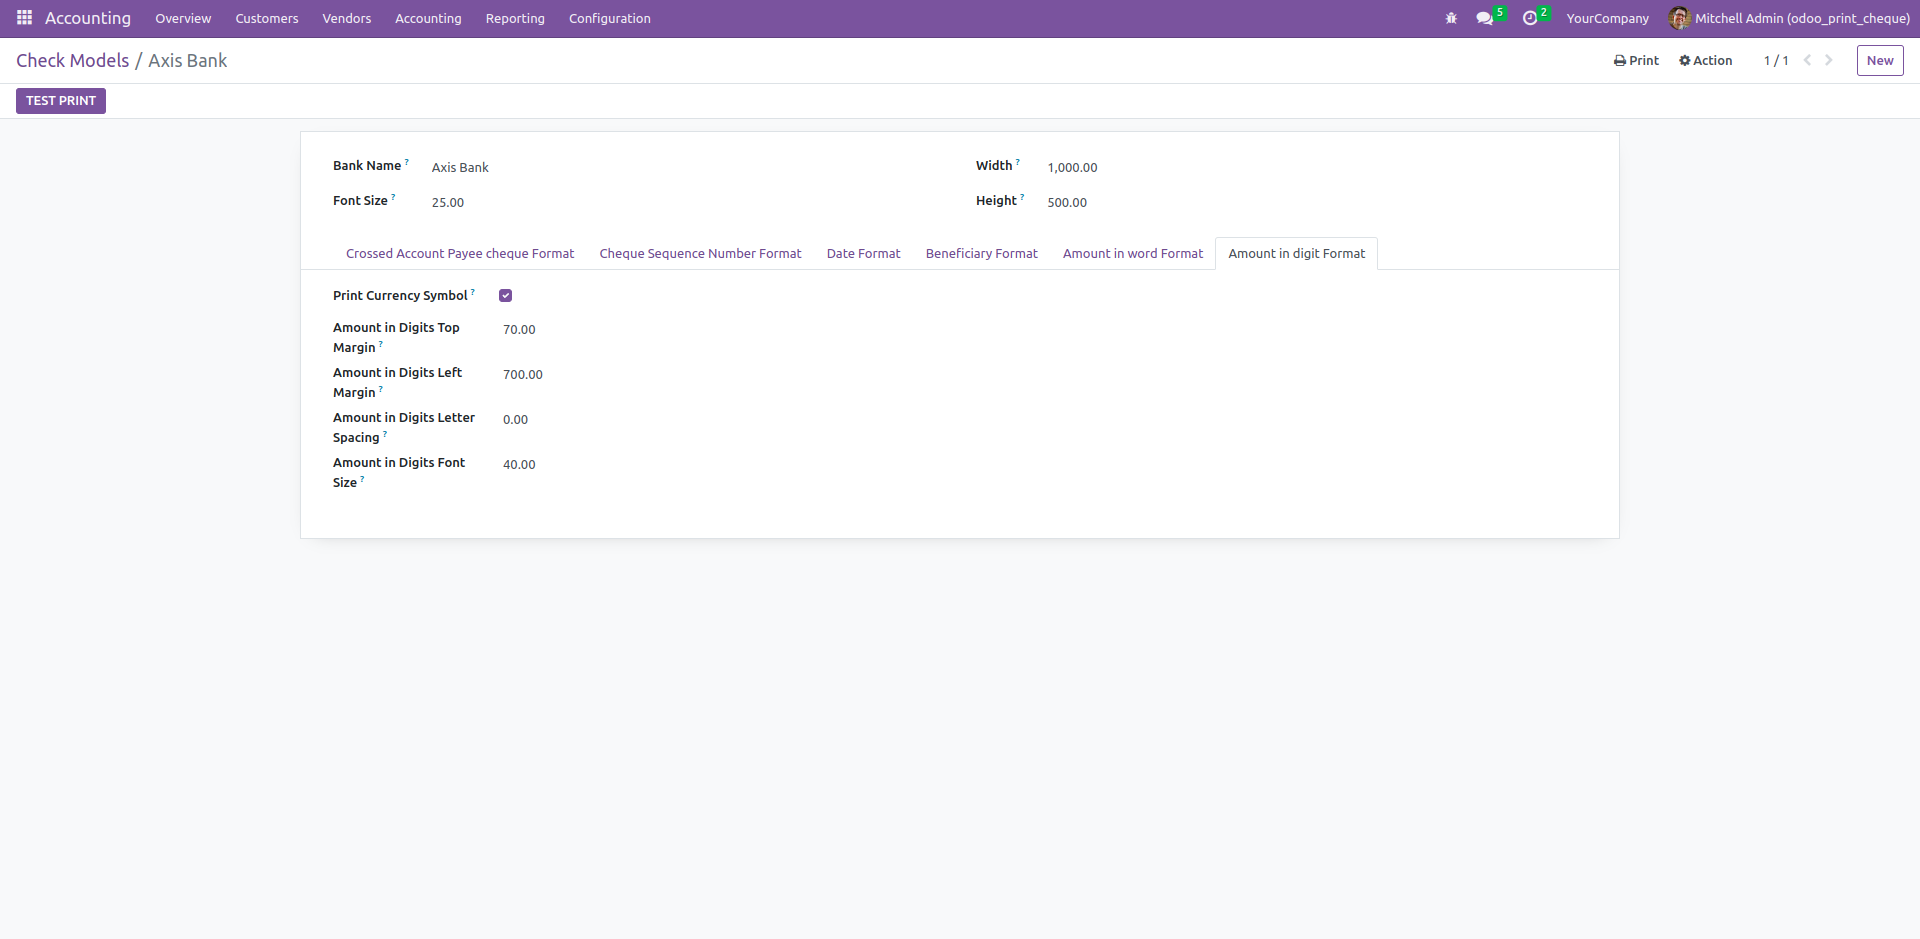 Accounting Overview Customers Vendors Accounting Reporting Configuration 5 2 YourCompany Mitchell Admin (odoo_print_cheque)
Check Models / Axis Bank Print Action 1 / 1 New
TEST PRINT
Bank Name ? Axis Bank Width ? 1,000.00
Font Size ? 25.00 Height ? 500.00
Crossed Account Payee cheque Format Cheque Sequence Number Format Date Format Beneficiary Format Amount in word Format Amount in digit Format
Print Currency Symbol ?
Amount in Digits Top 70.00
Margin ?
Amount in Digits Left 700.00
Margin ?
Amount in Digits Letter 0.00
Spacing ?
Amount in Digits Font 40.00
Size ?